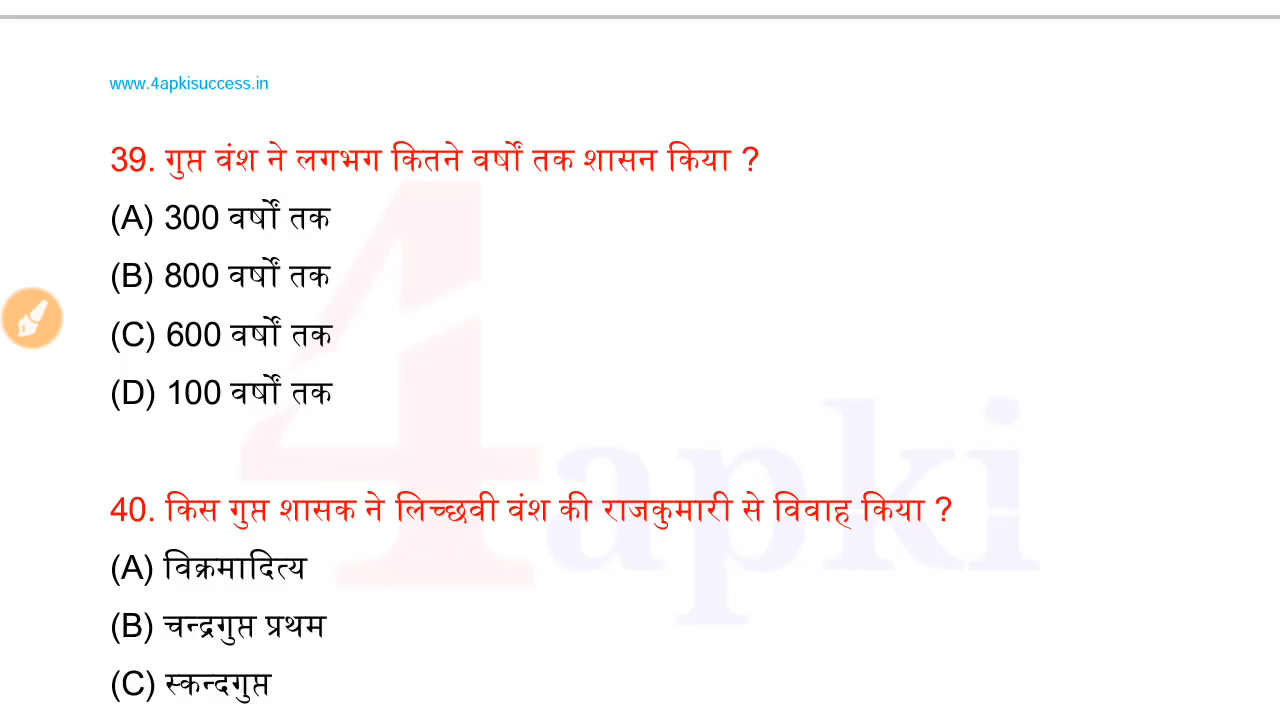 www.4apkisuccess.in
39. गुप्त वंश ने लगभग कितने वर्षों तक शासन किया ?
(A) 300 वर्षों तक
(B) 800 वर्षों तक
(C) 600 वर्षों तक
(D) 100 वर्षों तक
40. किस गुप्त शासक ने लिच्छवी वंश की राजकुमारी से विवाह किया ?
(A) विक्रमादित्य
(B) चन्द्रगुप्त प्रथम
(C) स्कन्दगुप्त
4apki